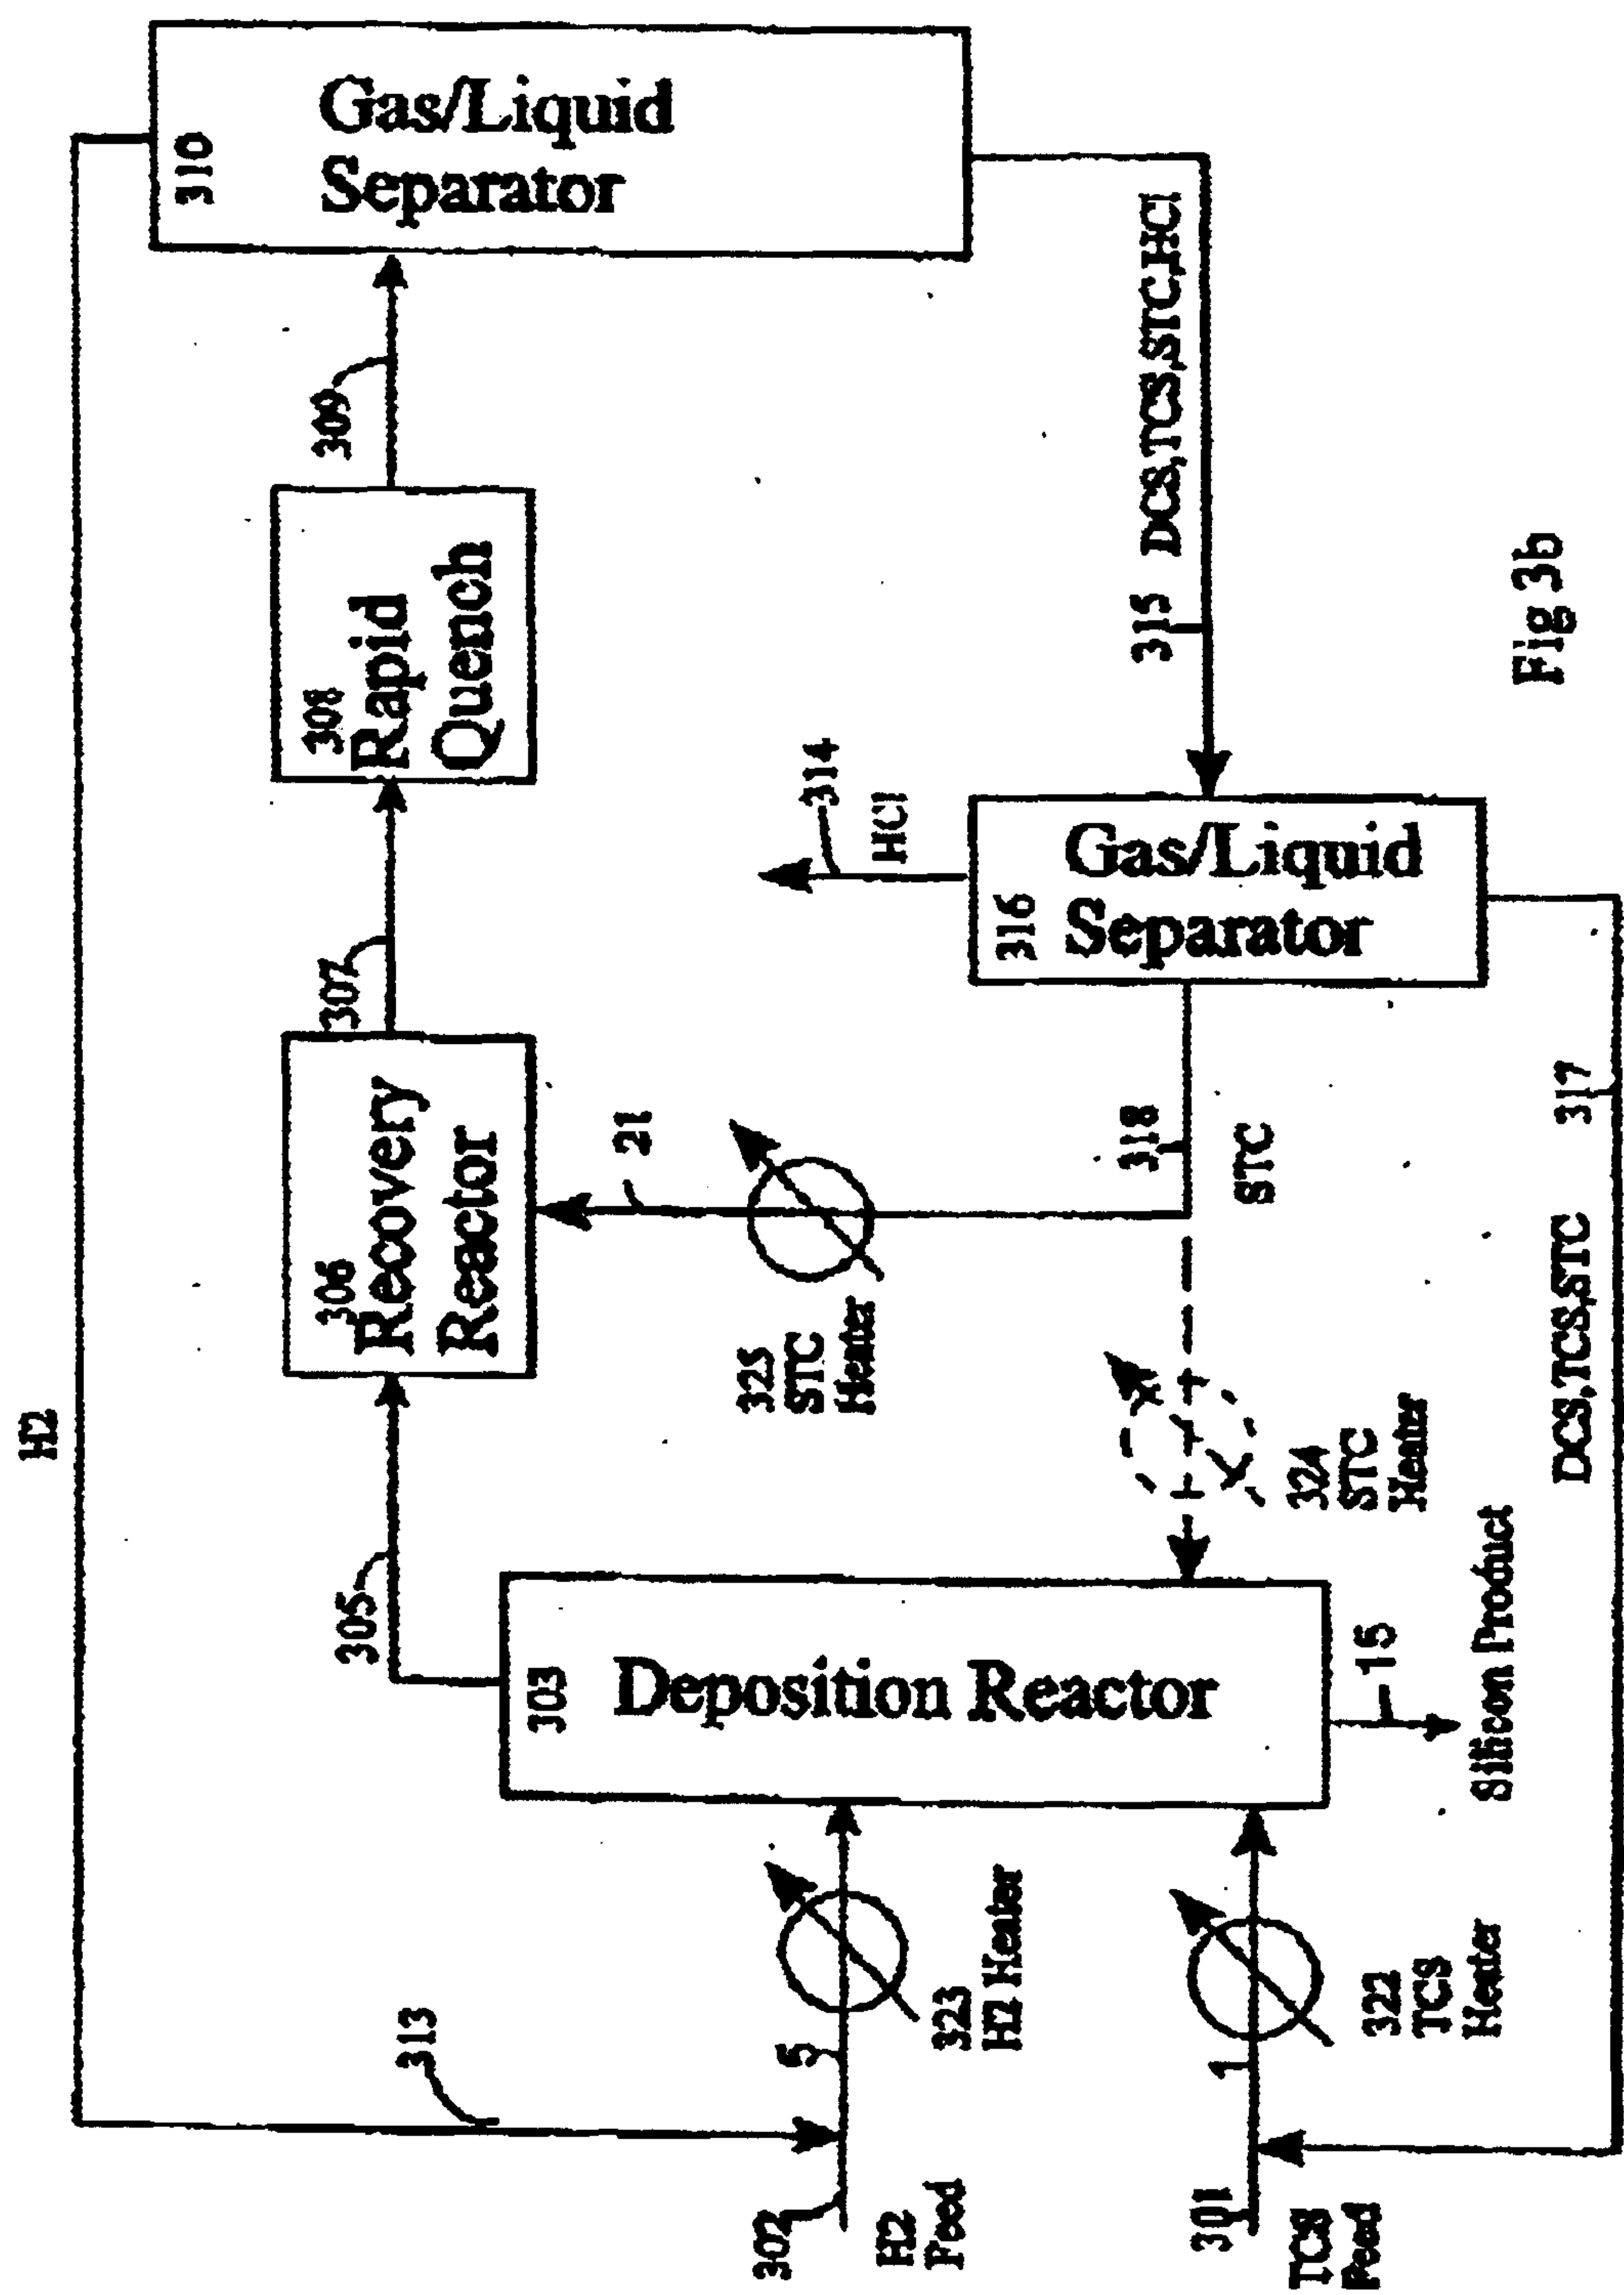 H2
310
Gas/Liquid
Separator
309
308
Rapid
Quench
307
306
Recovery
Reactor
305
303
Deposition Reactor
313
302
H2
Feed
5
323
H2 Heater
301
TCS
Feed
1
322
TCS
Heater
15
Silicon Product
324
STC
Heater
325
STC
Heater
21
318
STC
316
Gas/Liquid
Separator
314
HCl
315
DCS,TCS,STC,HCl
317
DCS,TCS,STC
Fig 3b